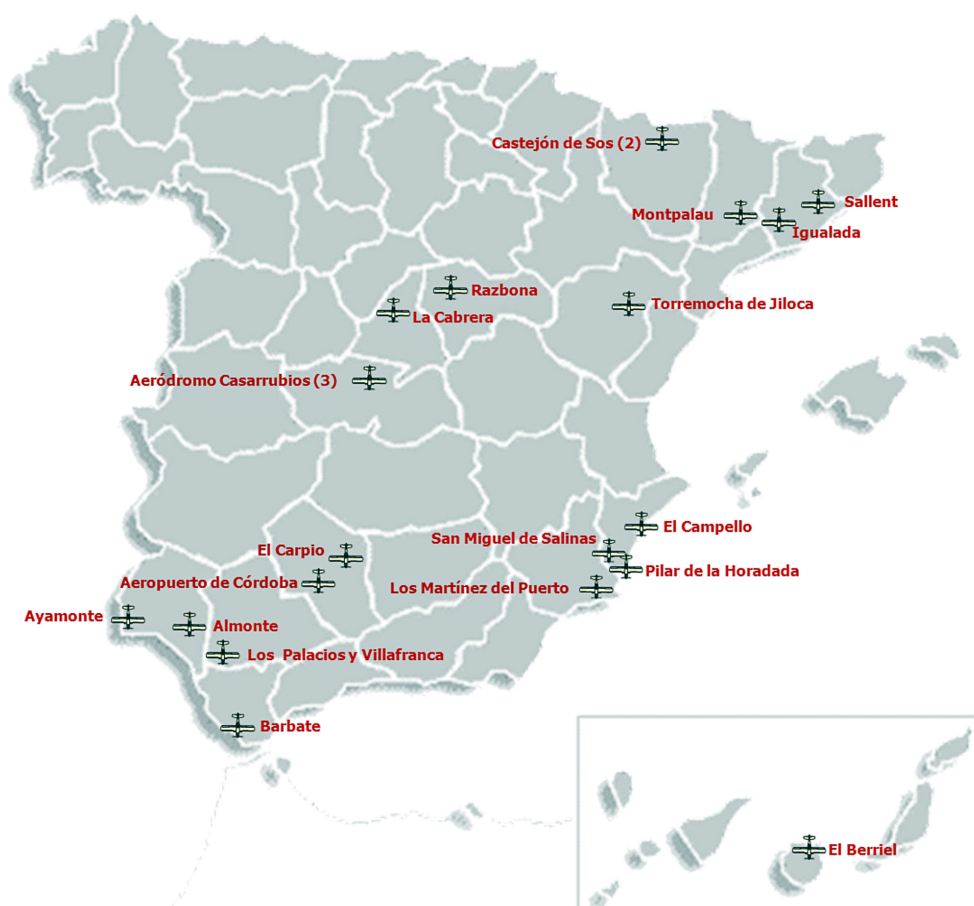 Castejón de Sos (2)
Sallent
Montpalau
Igualada
Razbona
Torremocha de Jiloca
La Cabrera
Aeródromo Casarrubios (3)
El Campello
San Miguel de Salinas
El Carpio
Pilar de la Horadada
Aeropuerto de Córdoba
Los Martínez del Puerto
Ayamonte
Almonte
Los Palacios y Villafranca
Barbate
El Berriel